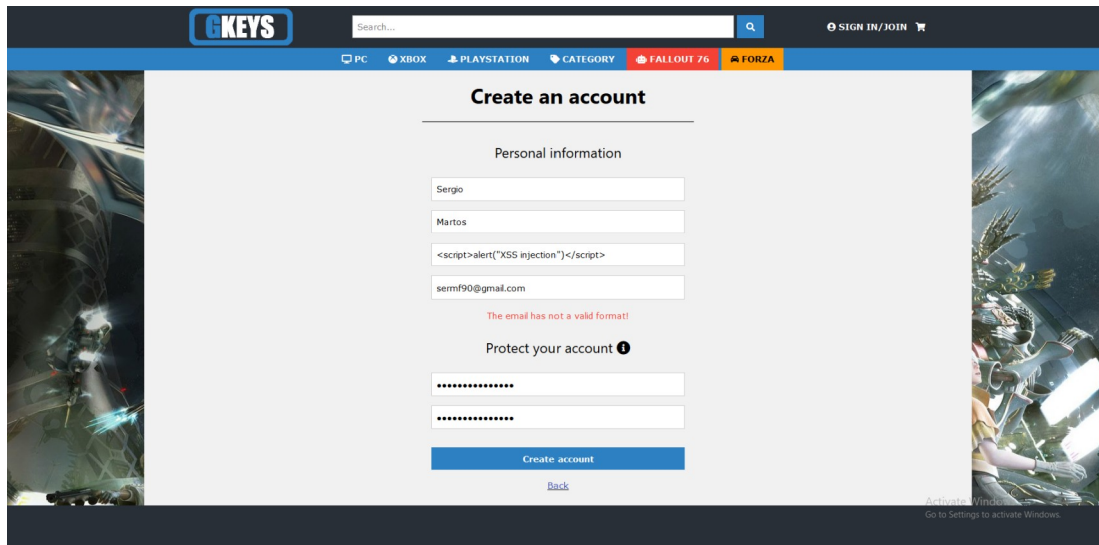 GKEYS
Search...
SIGN IN/JOIN
PC XBOX PLAYSTATION CATEGORY FALLOUT 76 FORZA
Create an account
Personal information
Sergio
Martos
<script>alert("XSS injection")</script>
sermf90@gmail.com
The email has not a valid format!
Protect your account
Create account
Back
Activate Windows
Go to Settings to activate Windows.